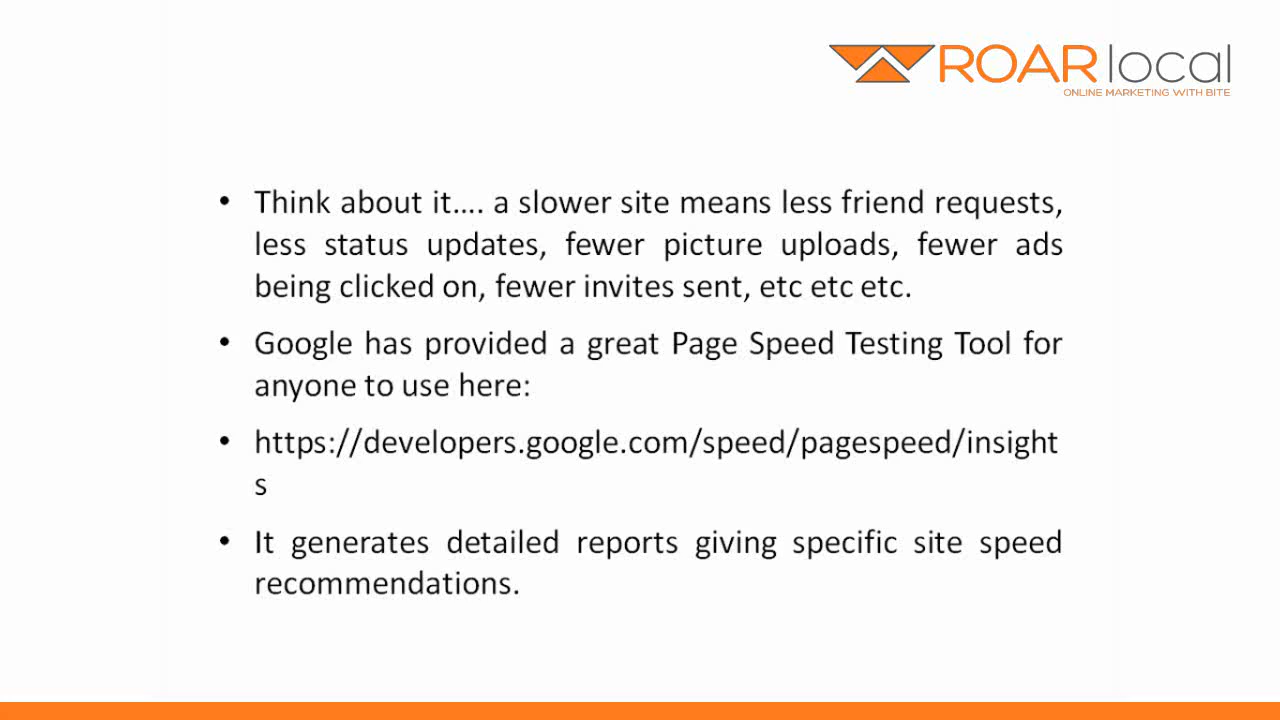 ROAR local
ONLINE MARKETING WITH BITE
• Think about it.... a slower site means less friend requests,
less status updates, fewer picture uploads, fewer ads
being clicked on, fewer invites sent, etc etc etc.
• Google has provided a great Page Speed Testing Tool for
anyone to use here:
• https://developers.google.com/speed/pagespeed/insight
s
• It generates detailed reports giving specific site speed
recommendations.